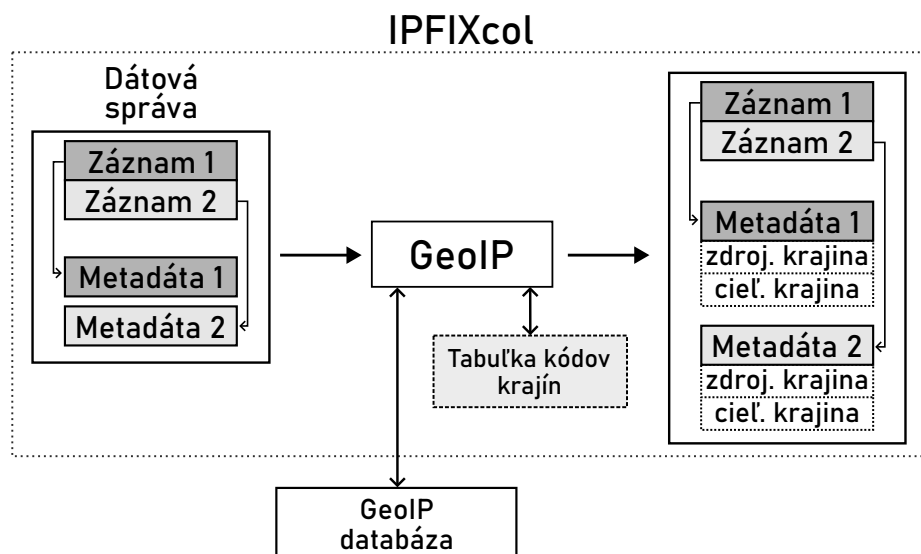 IPFIXcol
Dátová
správa
Záznam 1
Záznam 2
Metadáta 1
Metadáta 2
GeoIP
Tabuľka kódov
krajín
GeoIP
databáza
Záznam 1
Záznam 2
Metadáta 1
zdroj. krajina
cieľ. krajina
Metadáta 2
zdroj. krajina
cieľ. krajina